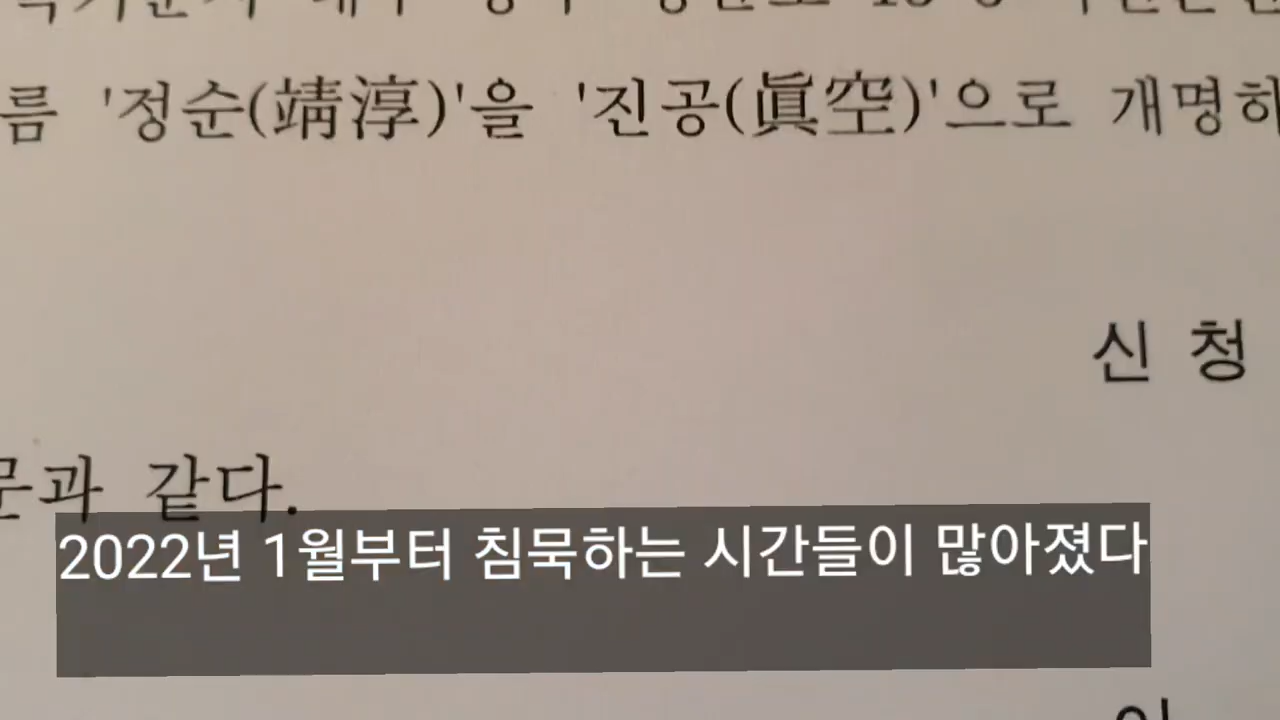 름 '정순(靖淳)'을 '진공(眞空)'으로 개명하
신 청
문과 같다.
2022년 1월부터 침묵하는 시간들이 많아졌다